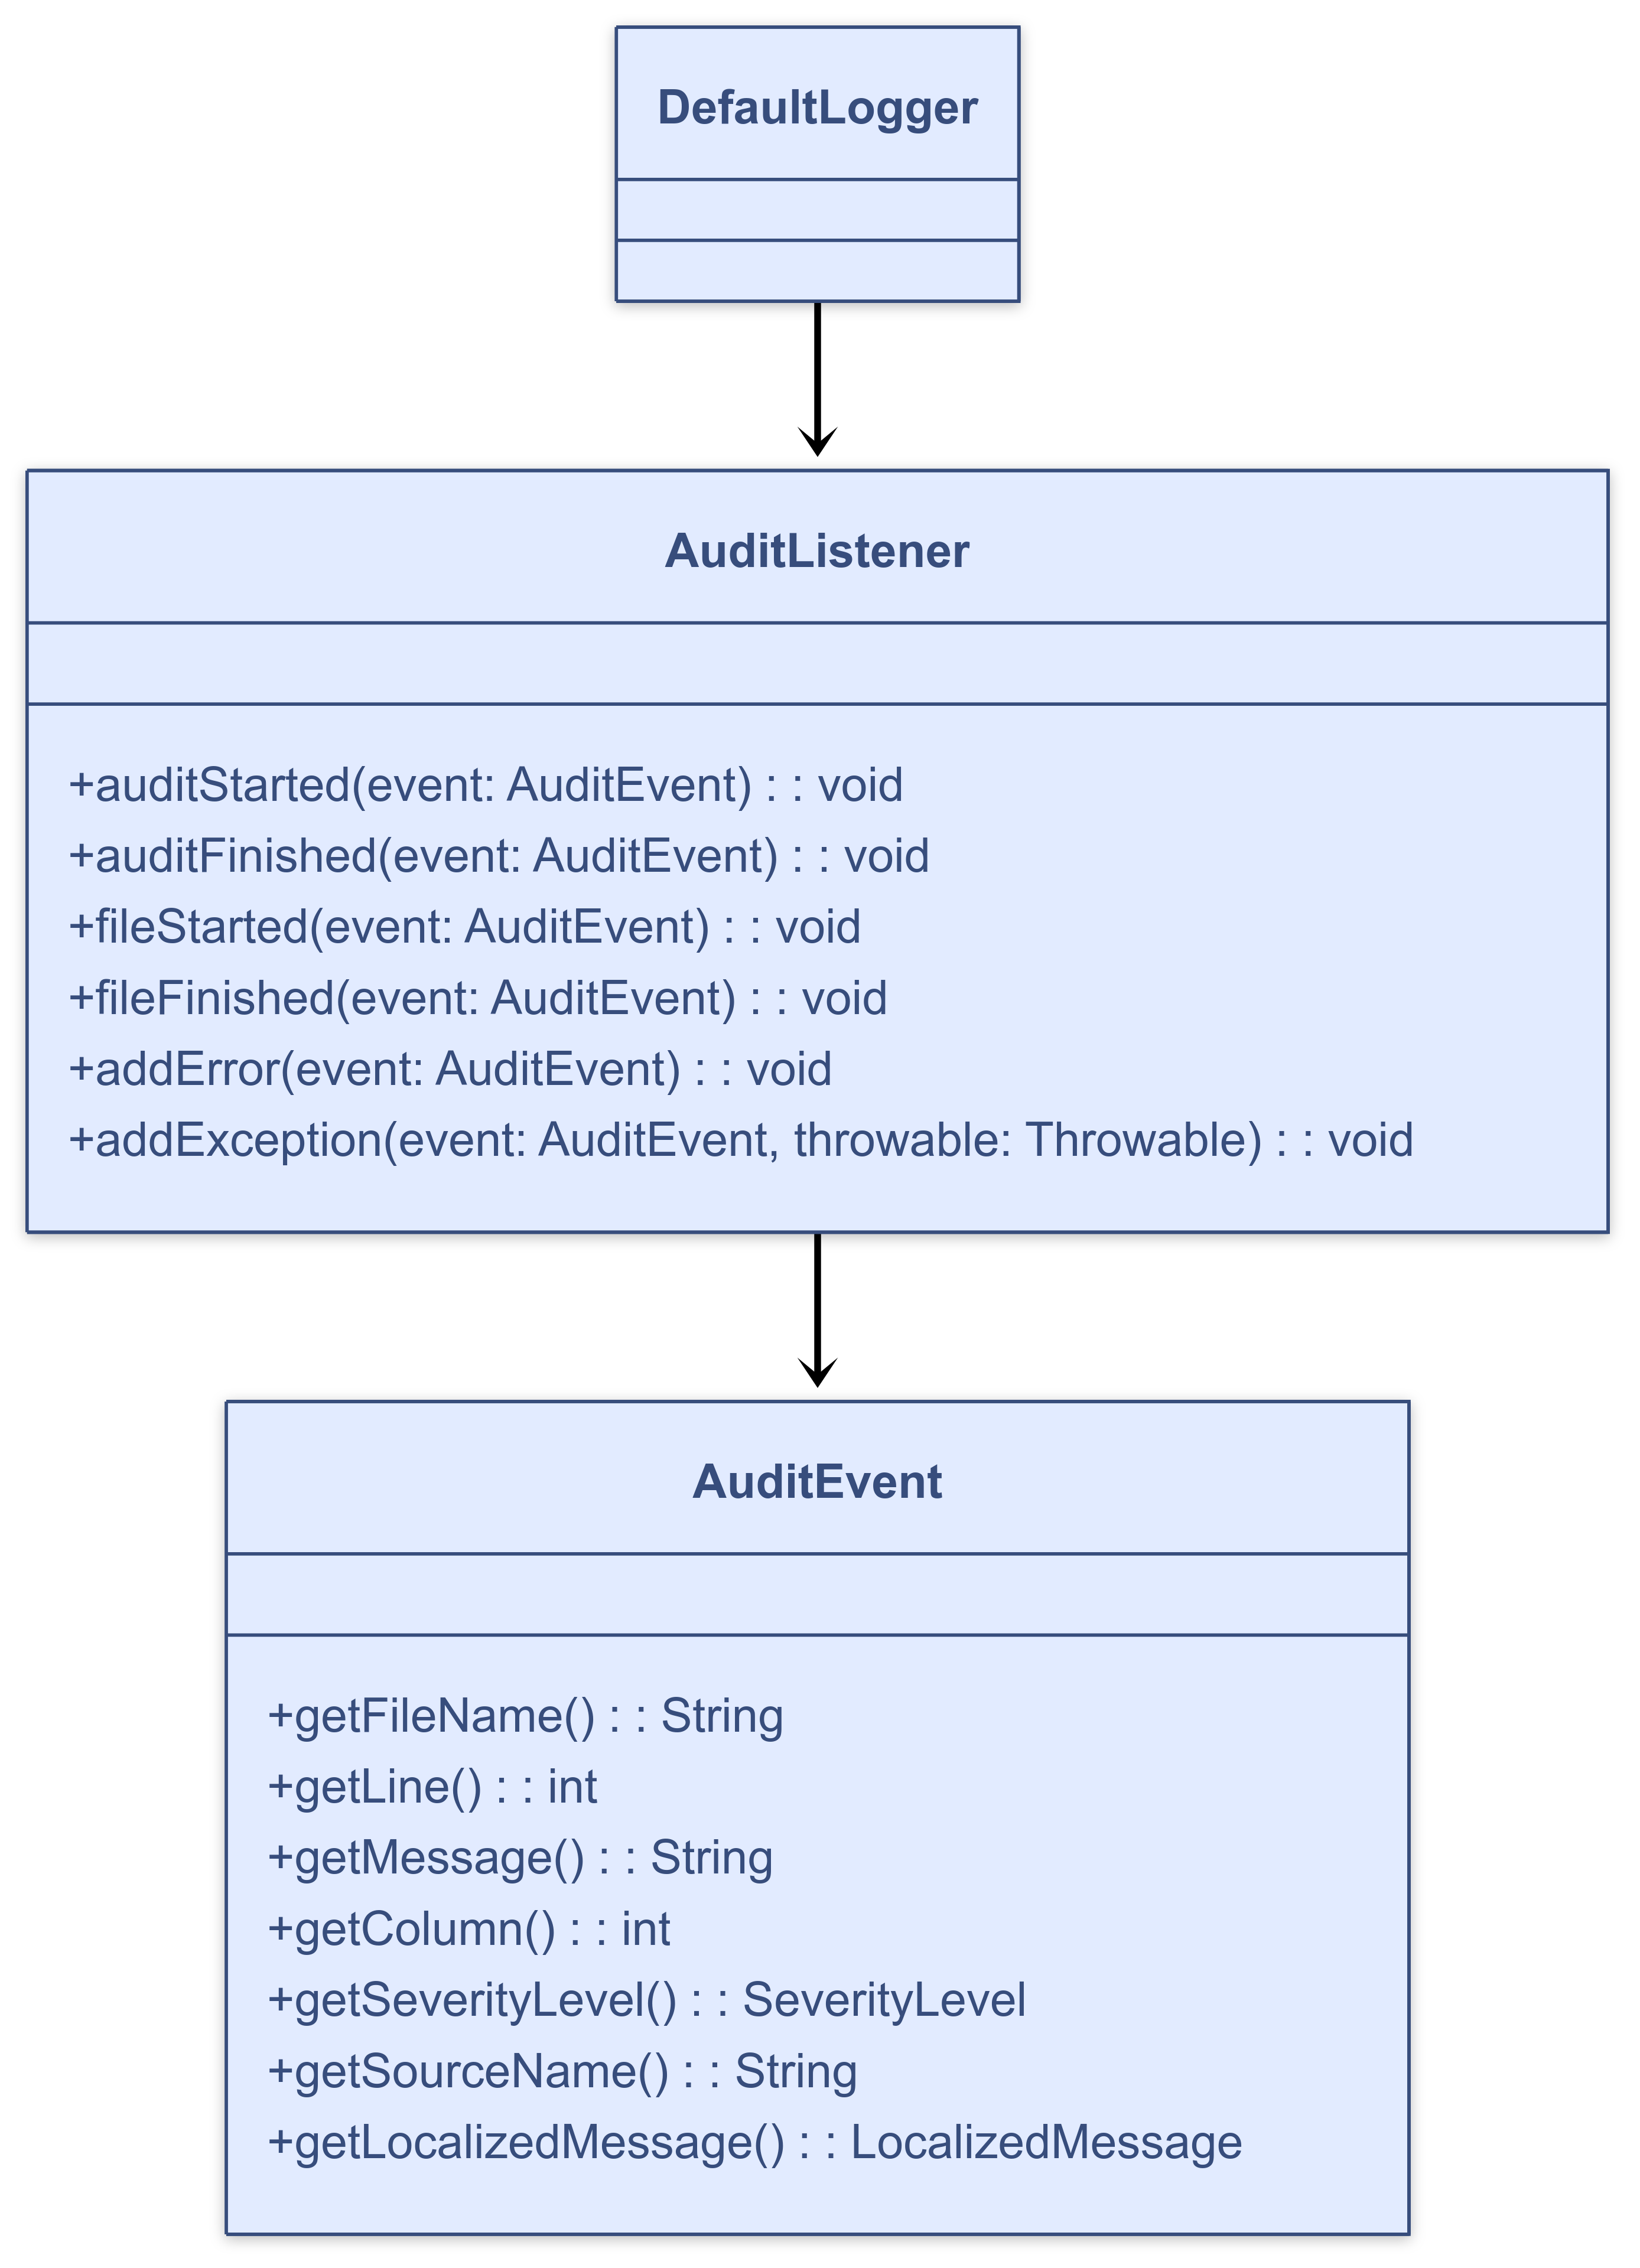 DefaultLogger
AuditListener
+auditStarted(event: AuditEvent) : : void
+auditFinished(event: AuditEvent) : : void
+fileStarted(event: AuditEvent) : : void
+fileFinished(event: AuditEvent) : : void
+addError(event: AuditEvent) : : void
+addException(event: AuditEvent, throwable: Throwable) : : void
AuditEvent
+getFileName() : : String
+getLine() : : int
+getMessage() : : String
+getColumn() : : int
+getSeverityLevel() : : SeverityLevel
+getSourceName() : : String
+getLocalizedMessage() : : LocalizedMessage